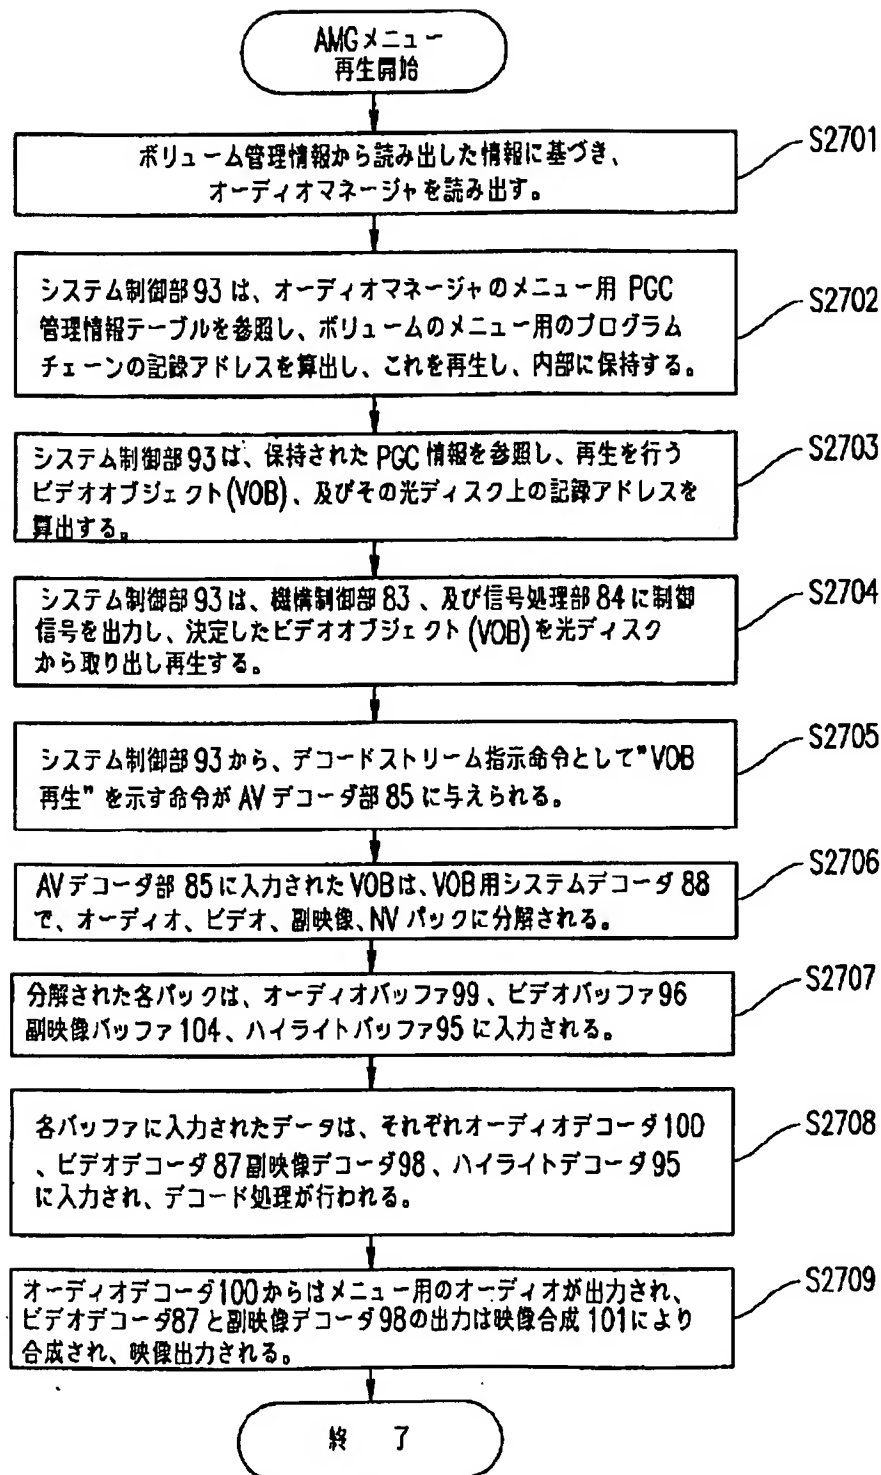 AMGメニュー
再生開始
S2701
ボリューム管理情報から読み出した情報に基づき、
オーディオマネージャを読み出す。
S2702
システム制御部93は、オーディオマネージャのメニュー用 PGC
管理情報テーブルを参照し、ボリュームのメニュー用のプログラム
チェーンの記録アドレスを算出し、これを再生し、内部に保持する。
S2703
システム制御部93は、保持されたPGC情報を参照し、再生を行う
ビデオオブジェクト(VOB)、及びその光ディスク上の記録アドレスを
算出する。
S2704
システム制御部93は、機構制御部83、及び信号処理部84に制御
信号を出力し、決定したビデオオブジェクト(VOB)を光ディスク
から取り出し再生する。
S2705
システム制御部93から、デコードストリーム指示命令として"VOB
再生"を示す命令がAVデコーダ部85に与えられる。
S2706
AVデコーダ部85に入力されたVOBは、VOB用システムデコーダ88
で、オーディオ、ビデオ、副映像、NVパックに分解される。
S2707
分解された各パックは、オーディオバッファ99、ビデオバッファ96
副映像バッファ104、ハイライトバッファ95に入力される。
S2708
各バッファに入力されたデータは、それぞれオーディオデコーダ100
、ビデオデコーダ87副映像デコーダ98、ハイライトデコーダ95
に入力され、デコード処理が行われる。
S2709
オーディオデコーダ100からはメニュー用のオーディオが出力され、
ビデオデコーダ87と副映像デコーダ98の出力は映像合成101により
合成され、映像出力される。
終 了